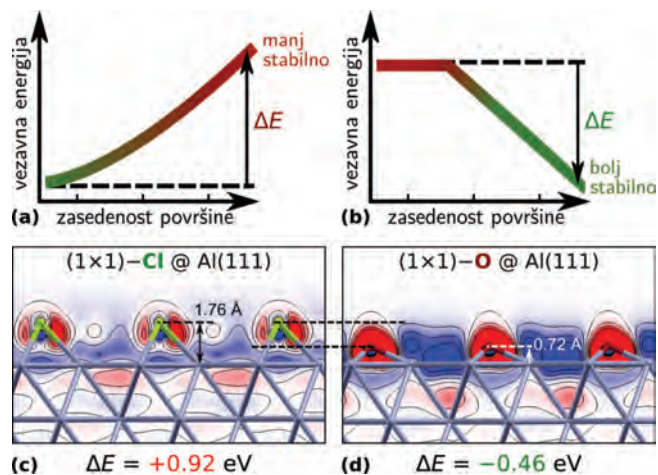 vezavna energija
manj
stabilno
ΔE
(a)
zasedenost površine
vezavna energija
ΔE
bolj
stabilno
(b)
zasedenost površine
(1×1)−Cl @ Al(111)
1.76 Å
(c)
ΔE = +0.92 eV
(1×1)−O @ Al(111)
0.72 Å
(d)
ΔE = −0.46 eV